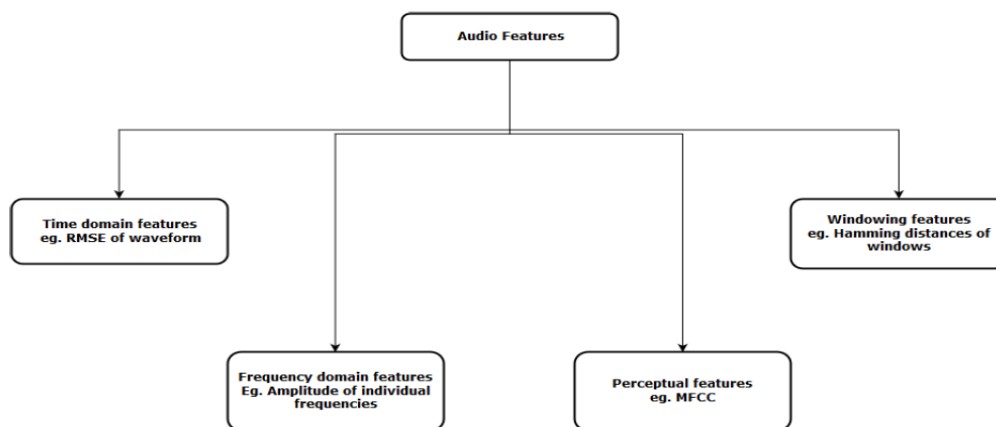 Audio Features
Time domain features
eg. RMSE of waveform
Windowing features
eg. Hamming distances of
windows
Frequency domain features
Eg. Amplitude of individual
frequencies
Perceptual features
eg. MFCC